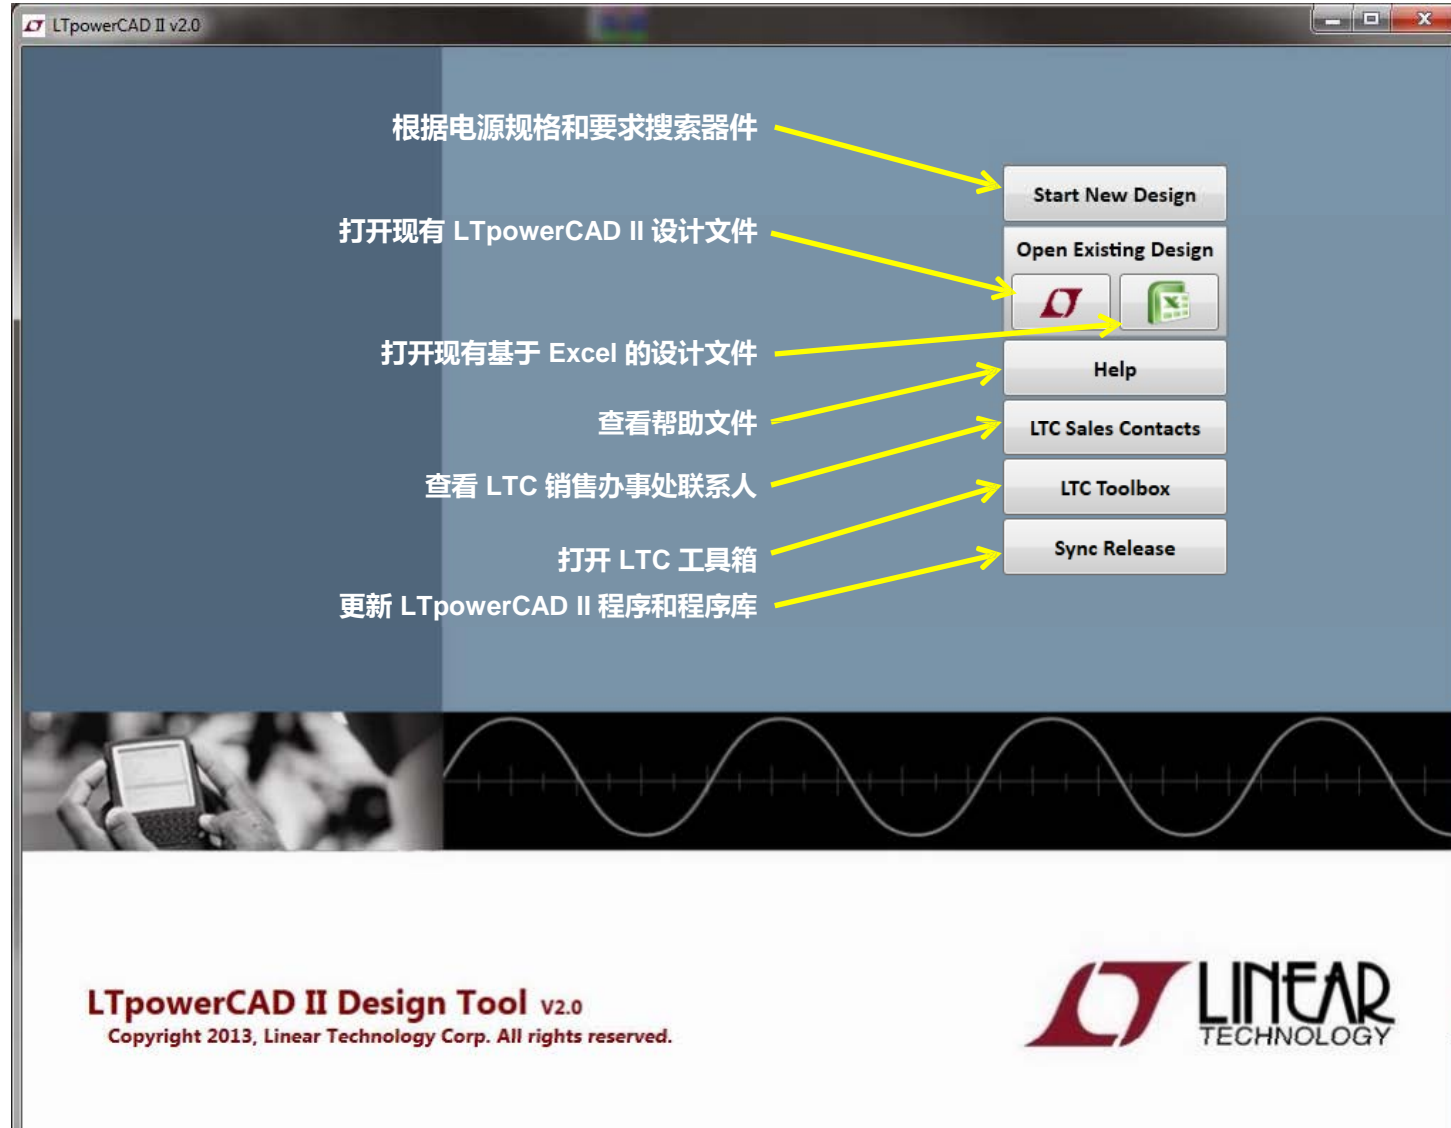 LTpowerCAD II v2.0
根据电源规格和要求搜索器件
Start New Design
打开现有 LTpowerCAD II 设计文件
Open Existing Design
打开现有基于 Excel 的设计文件
Help
查看帮助文件
LTC Sales Contacts
查看 LTC 销售办事处联系人
LTC Toolbox
打开 LTC 工具箱
Sync Release
更新 LTpowerCAD II 程序和程序库
LTpowerCAD II Design Tool V2.0
Copyright 2013, Linear Technology Corp. All rights reserved.
LINEAR
TECHNOLOGY